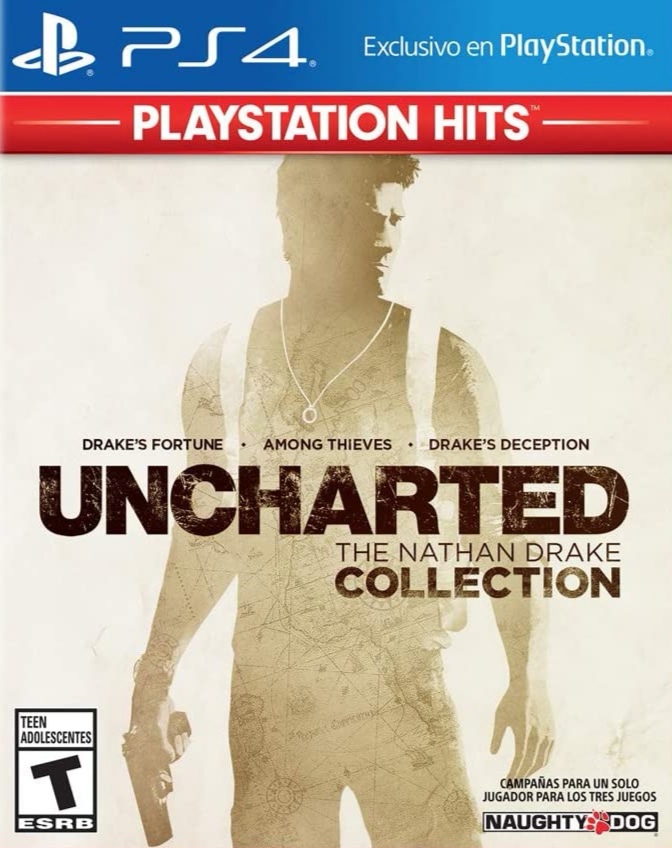 PS4
Exclusivo en PlayStation®
PLAYSTATION HITS™
DRAKE'S FORTUNE · AMONG THIEVES · DRAKE'S DECEPTION
UNCHARTED
THE NATHAN DRAKE
COLLECTION
TEEN
ADOLESCENTES
T
ESRB
CAMPAÑAS PARA UN SOLO
JUGADOR PARA LOS TRES JUEGOS
NAUGHTY DOG